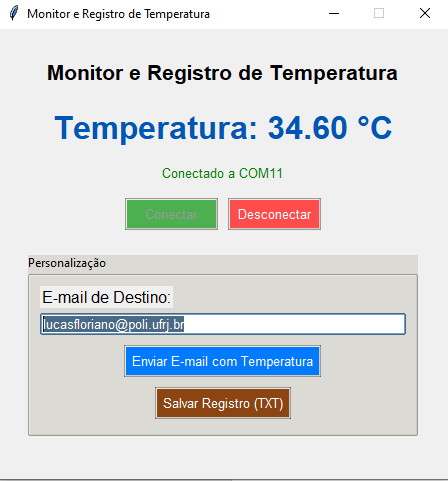 Monitor e Registro de Temperatura
Monitor e Registro de Temperatura
Temperatura: 34.60 °C
Conectado a COM11
Conectar Desconectar
Personalização
E-mail de Destino:
lucasfloriano@poli.ufrj.br
Enviar E-mail com Temperatura
Salvar Registro (TXT)